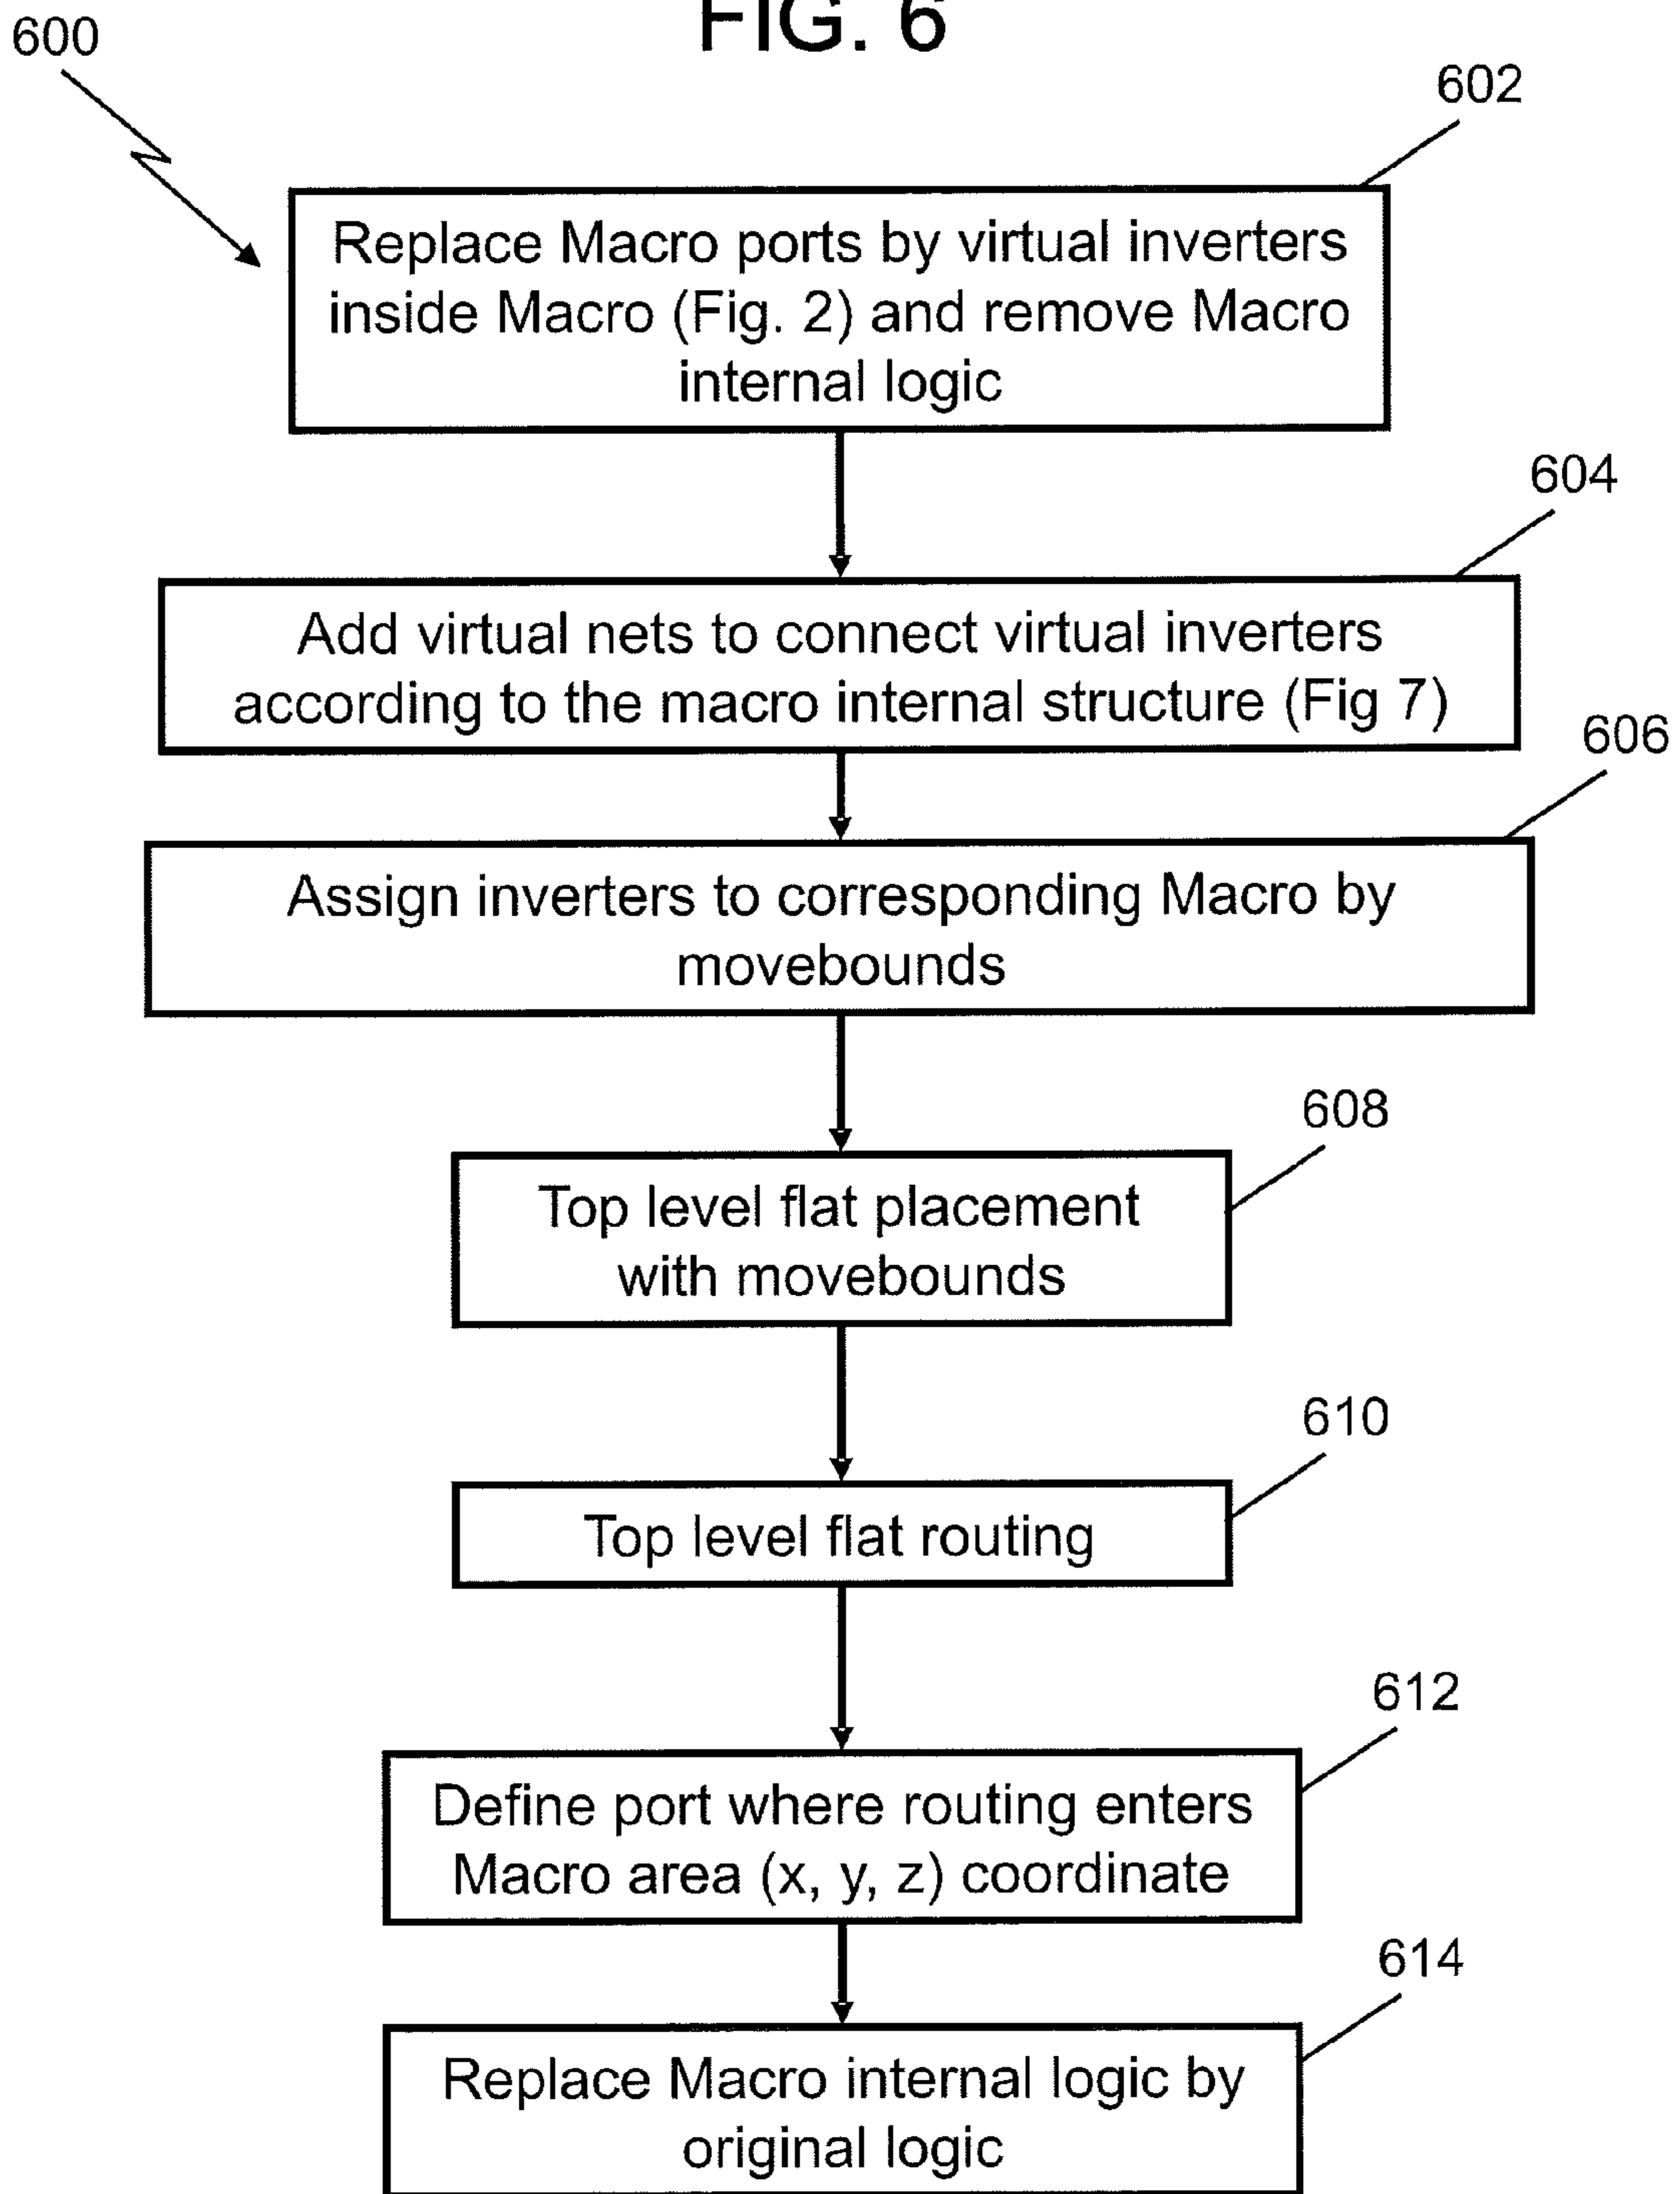 FIG. 6
600
602
Replace Macro ports by virtual inverters
inside Macro (Fig. 2) and remove Macro
internal logic
604
Add virtual nets to connect virtual inverters
according to the macro internal structure (Fig 7)
606
Assign inverters to corresponding Macro by
movebounds
608
Top level flat placement
with movebounds
610
Top level flat routing
612
Define port where routing enters
Macro area (x, y, z) coordinate
614
Replace Macro internal logic by
original logic